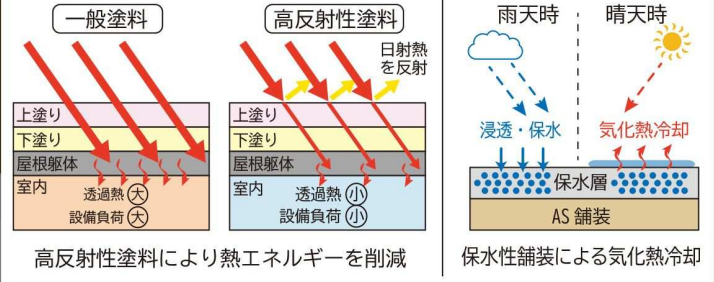 一般塗料
上塗り
下塗り
屋根躯体
室内
透過熱 大
設備負荷 大
高反射性塗料
日射熱
を反射
上塗り
下塗り
屋根躯体
室内
透過熱 小
設備負荷 小
高反射性塗料により熱エネルギーを削減
雨天時
晴天時
浸透・保水
気化熱冷却
保水層
AS 舗装
保水性舗装による気化熱冷却